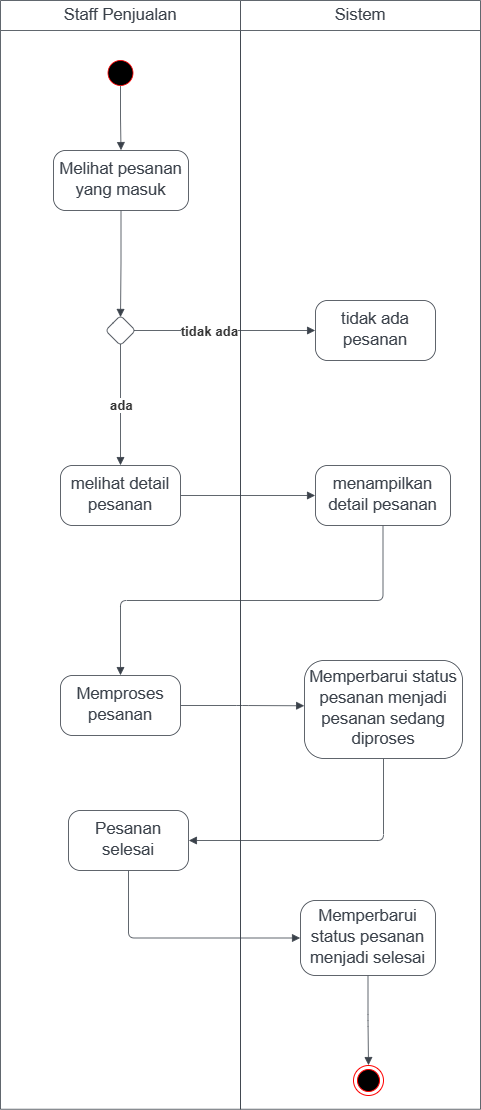 Staff Penjualan
Sistem
Melihat pesanan
yang masuk
tidak ada
tidak ada
pesanan
ada
melihat detail
pesanan
menampilkan
detail pesanan
Memproses
pesanan
Memperbarui status
pesanan menjadi
pesanan sedang
diproses
Pesanan
selesai
Memperbarui
status pesanan
menjadi selesai